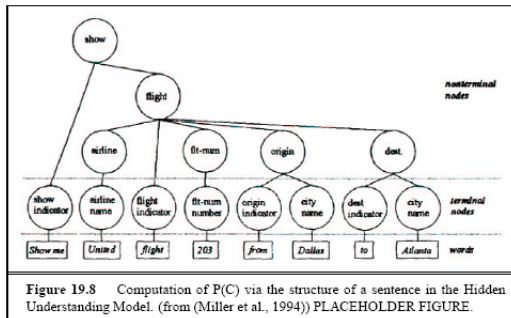 show
nonterminal
nodes
flight
airline
flt-num
origin
dest.
show
indicator
airline
name
flight
indicator
flt-num
number
origin
indicator
city
name
dest
indicator
city
name
terminal
nodes
Show me
United
flight
203
from
Dallas
to
Atlanta
words
Figure 19.8 Computation of P(C) via the structure of a sentence in the Hidden
Understanding Model. (from (Miller et al., 1994)) PLACEHOLDER FIGURE.